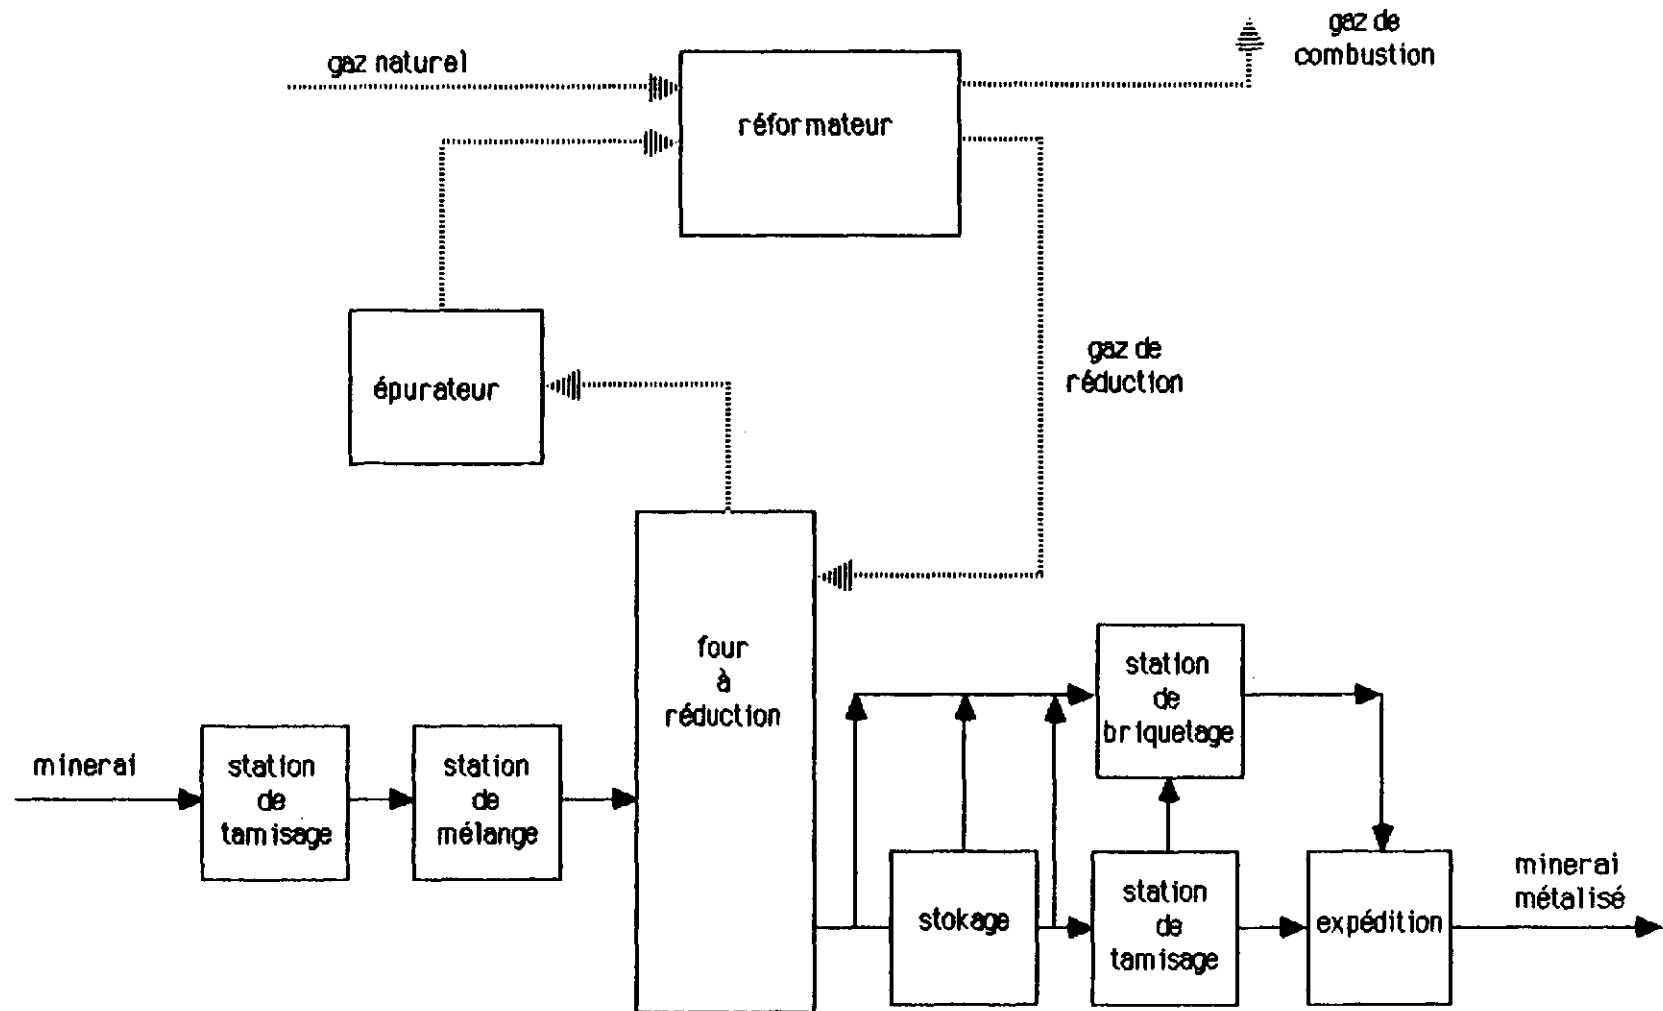 gaz de
combustion
gaz naturel
réformateur
gaz de
réduction
épurateur
four
à
réduction
station
de
briquetage
minerai
station
de
tamisage
station
de
mélange
stokage
station
de
tamisage
expédition
minerai
métalisé